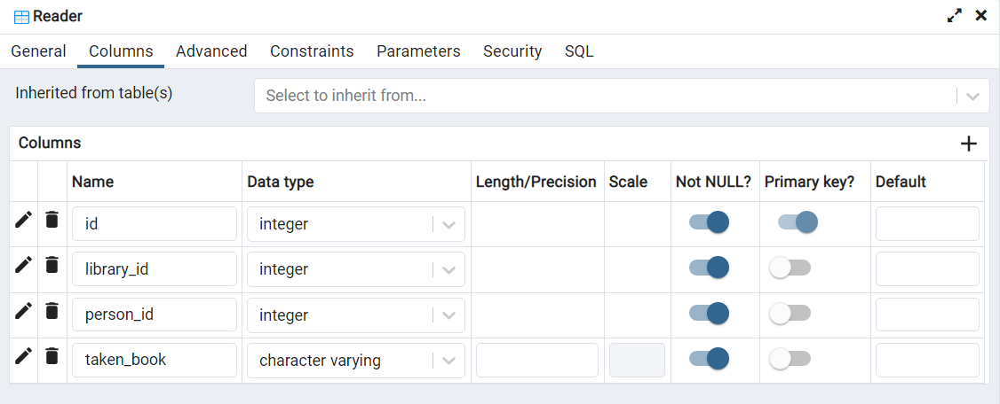 Reader
General Columns Advanced Constraints Parameters Security SQL
Inherited from table(s) Select to inherit from...
Columns
Name Data type Length/Precision Scale Not NULL? Primary key? Default
id integer
library_id integer
person_id integer
taken_book character varying